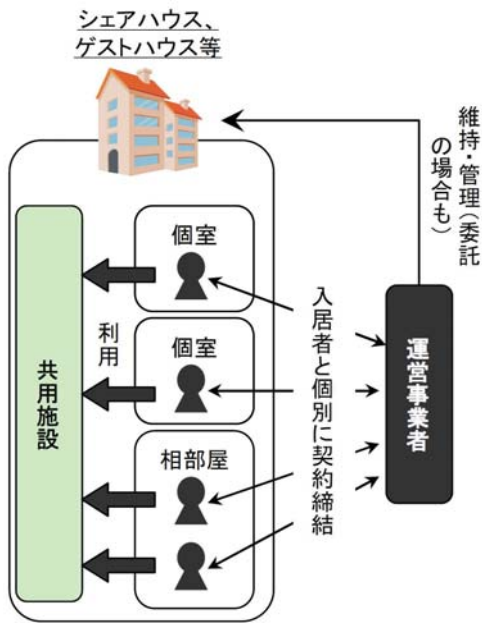 シェアハウス、
ゲストハウス等
維持・管理(委託
の場合も)
個室
利用
個室
相部屋
共用施設
入居者と個別に契約締結
運営事業者